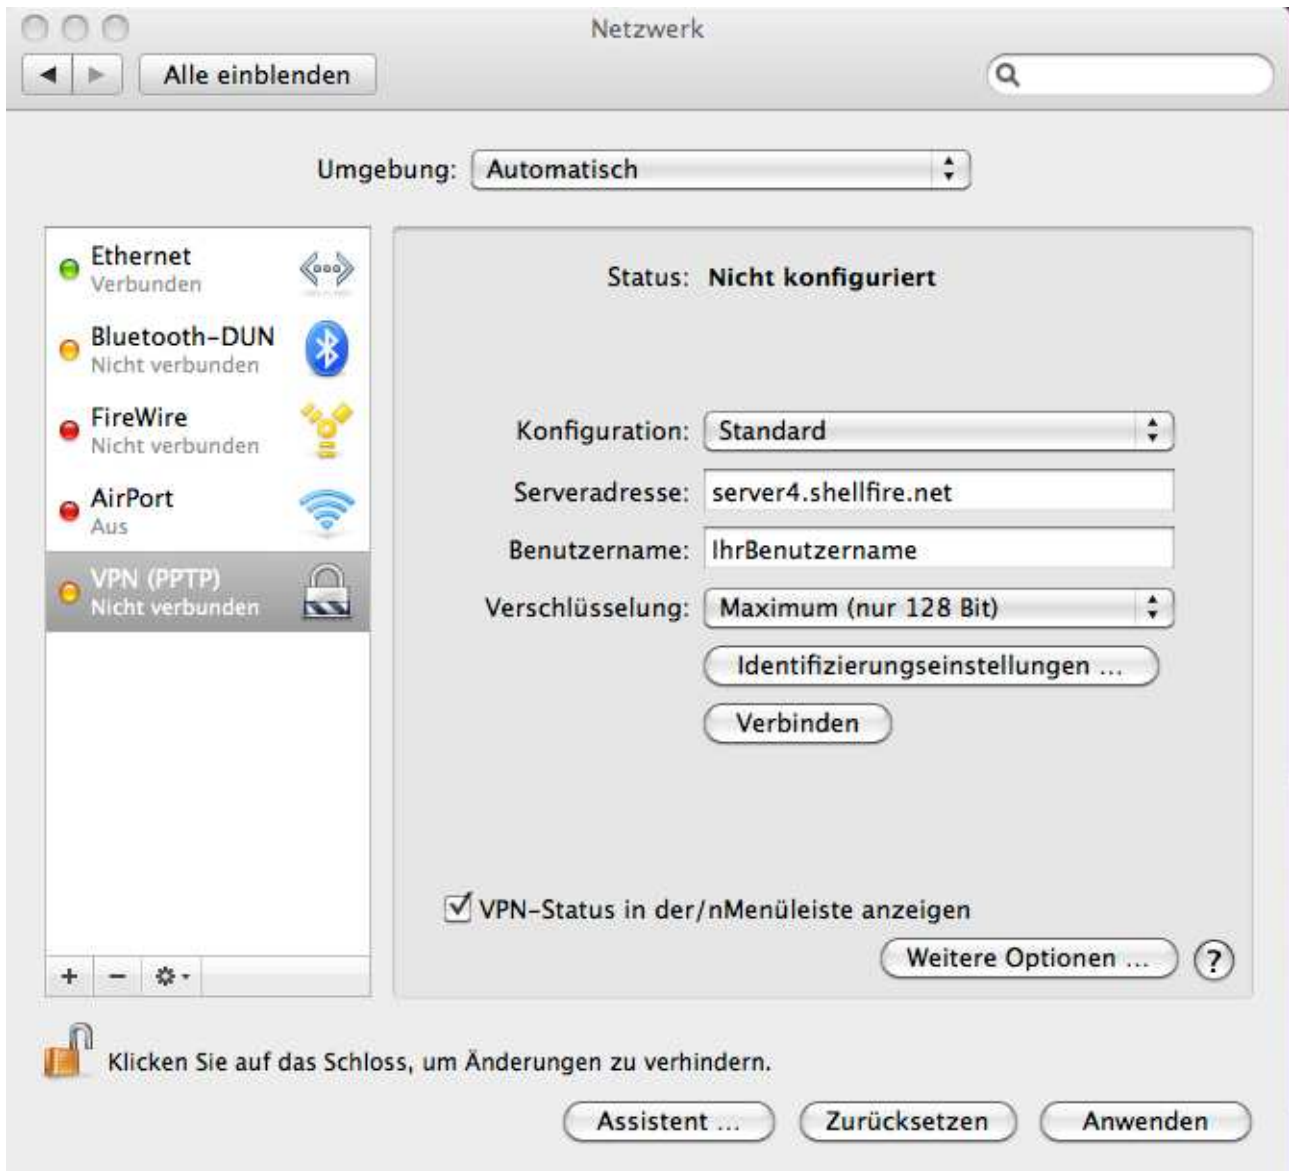 Netzwerk
Alle einblenden
Umgebung: Automatisch
Ethernet
Verbunden
Bluetooth-DUN
Nicht verbunden
FireWire
Nicht verbunden
AirPort
Aus
VPN (PPTP)
Nicht verbunden
Status: Nicht konfiguriert
Konfiguration: Standard
Serveradresse: server4.shellfire.net
Benutzername: IhrBenutzername
Verschlüsselung: Maximum (nur 128 Bit)
Identifizierungseinstellungen ...
Verbinden
VPN-Status in der/nMenüleiste anzeigen
Weitere Optionen ... ?
Klicken Sie auf das Schloss, um Änderungen zu verhindern.
Assistent ... Zurücksetzen Anwenden